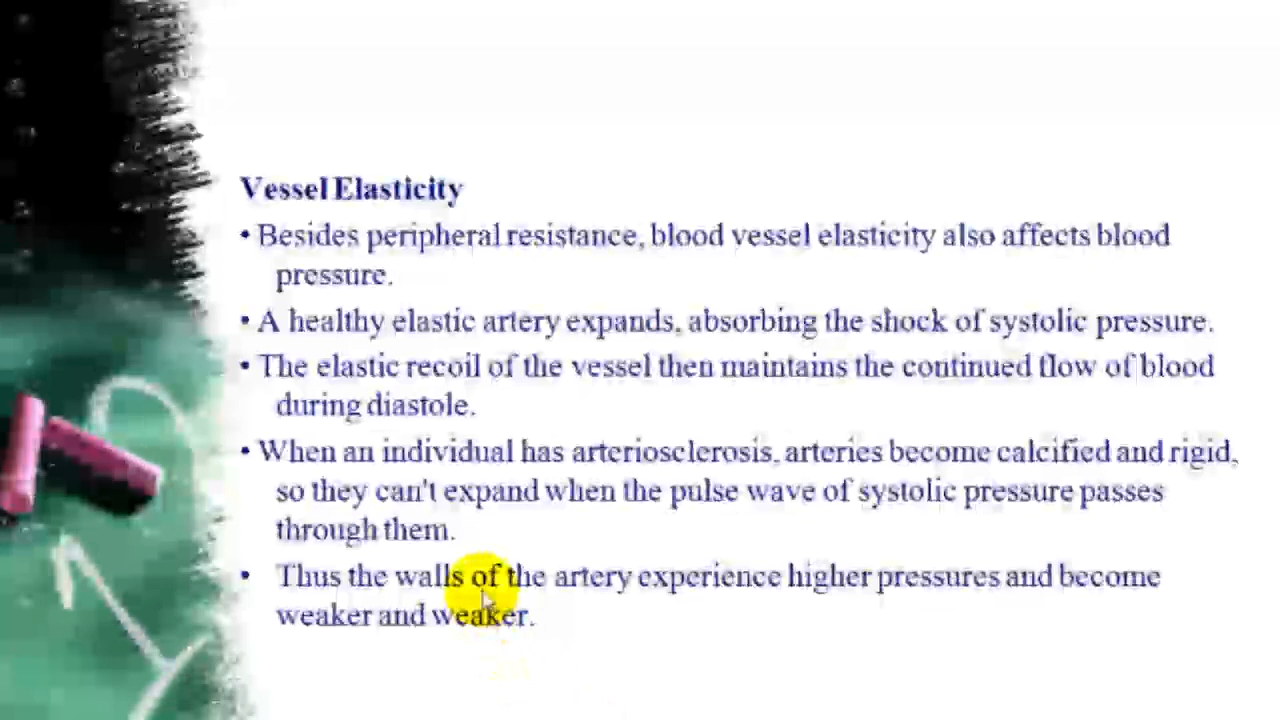 Vessel Elasticity
• Besides peripheral resistance, blood vessel elasticity also affects blood
pressure.
• A healthy elastic artery expands, absorbing the shock of systolic pressure.
• The elastic recoil of the vessel then maintains the continued flow of blood
during diastole.
• When an individual has arteriosclerosis, arteries become calcified and rigid,
so they can't expand when the pulse wave of systolic pressure passes
through them.
• Thus the walls of the artery experience higher pressures and become
weaker and weaker.